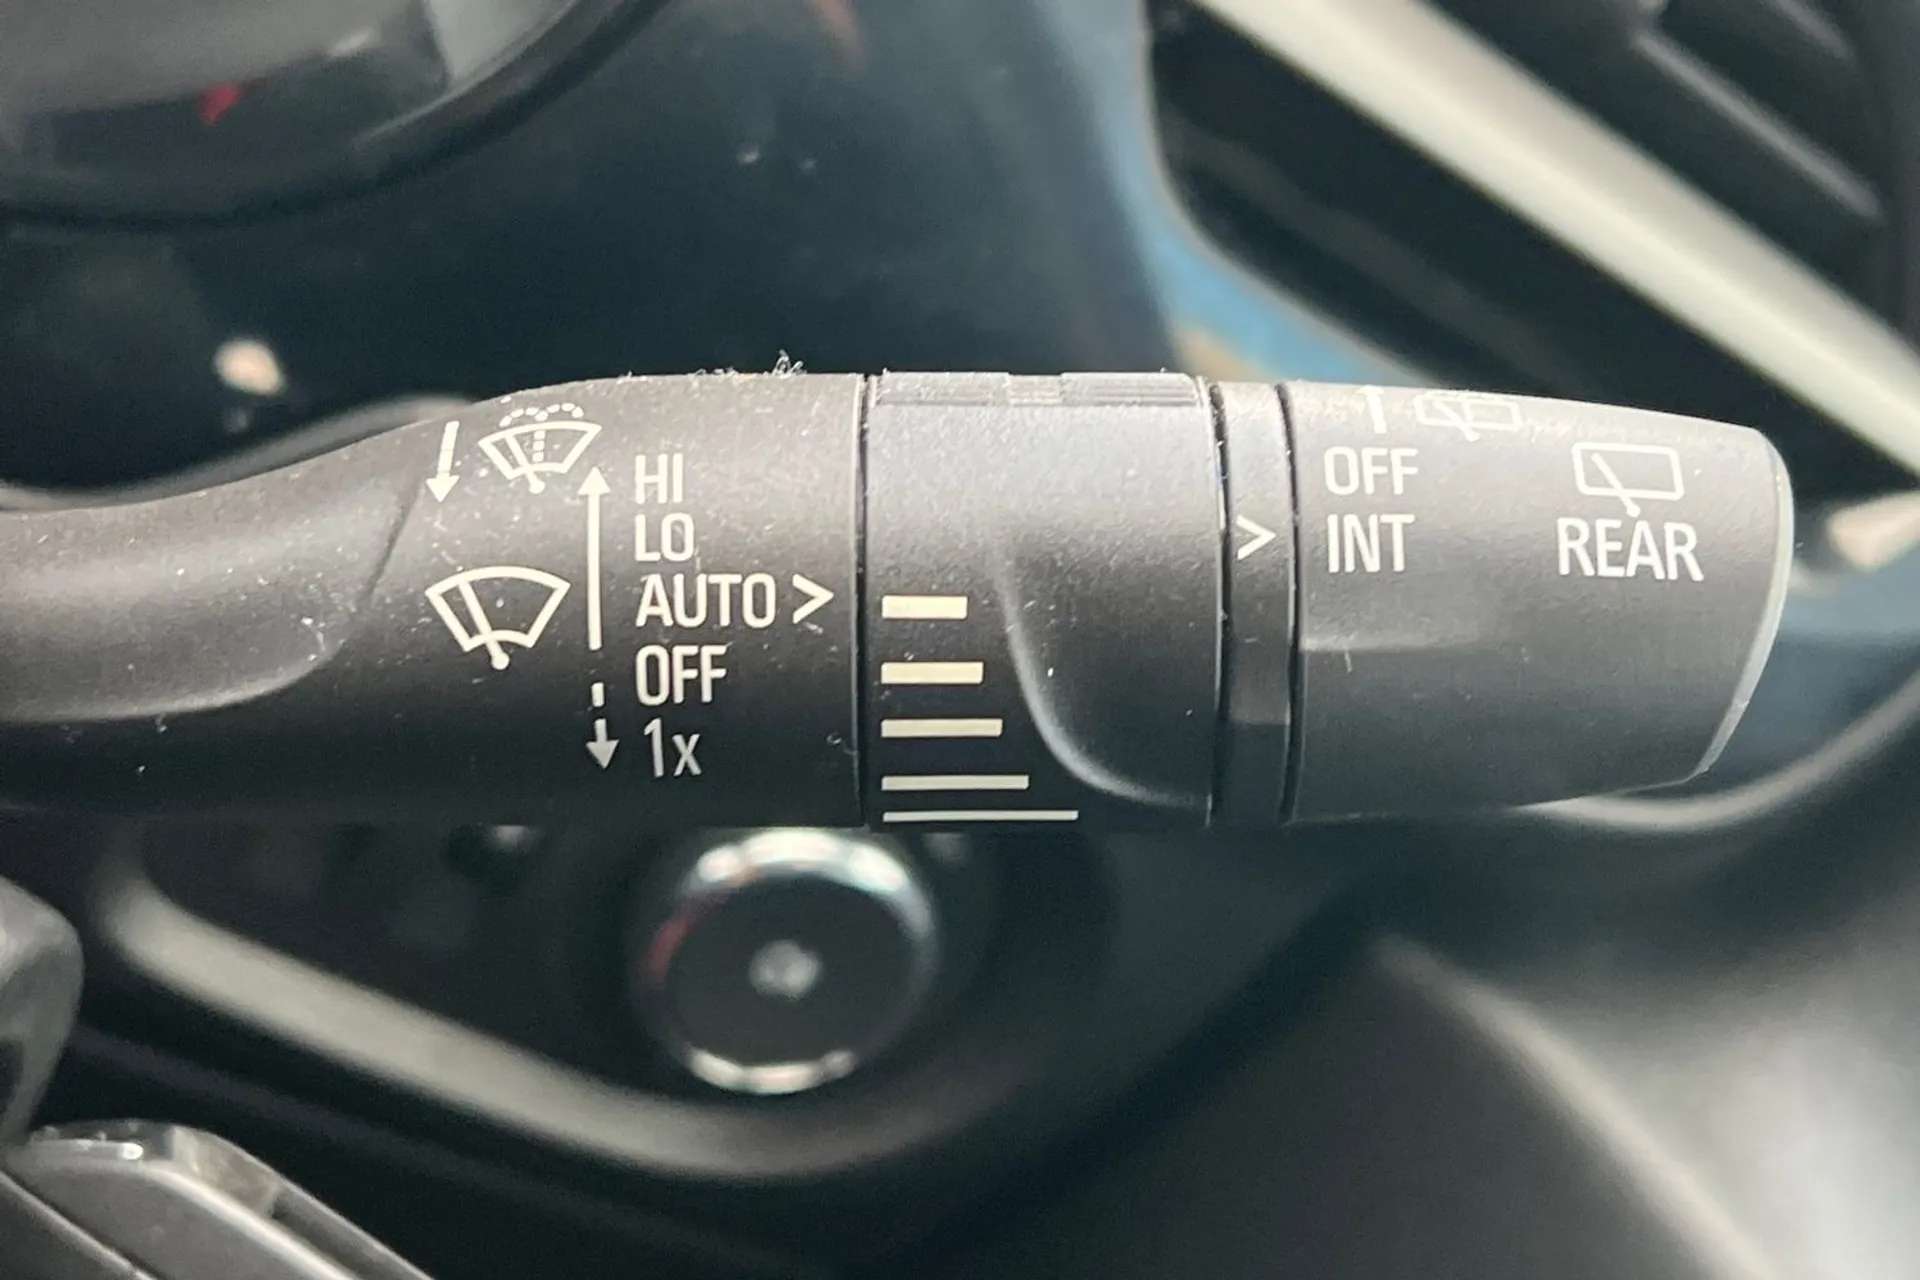 HI
LO
AUTO >
OFF
1x
>
OFF
INT
REAR